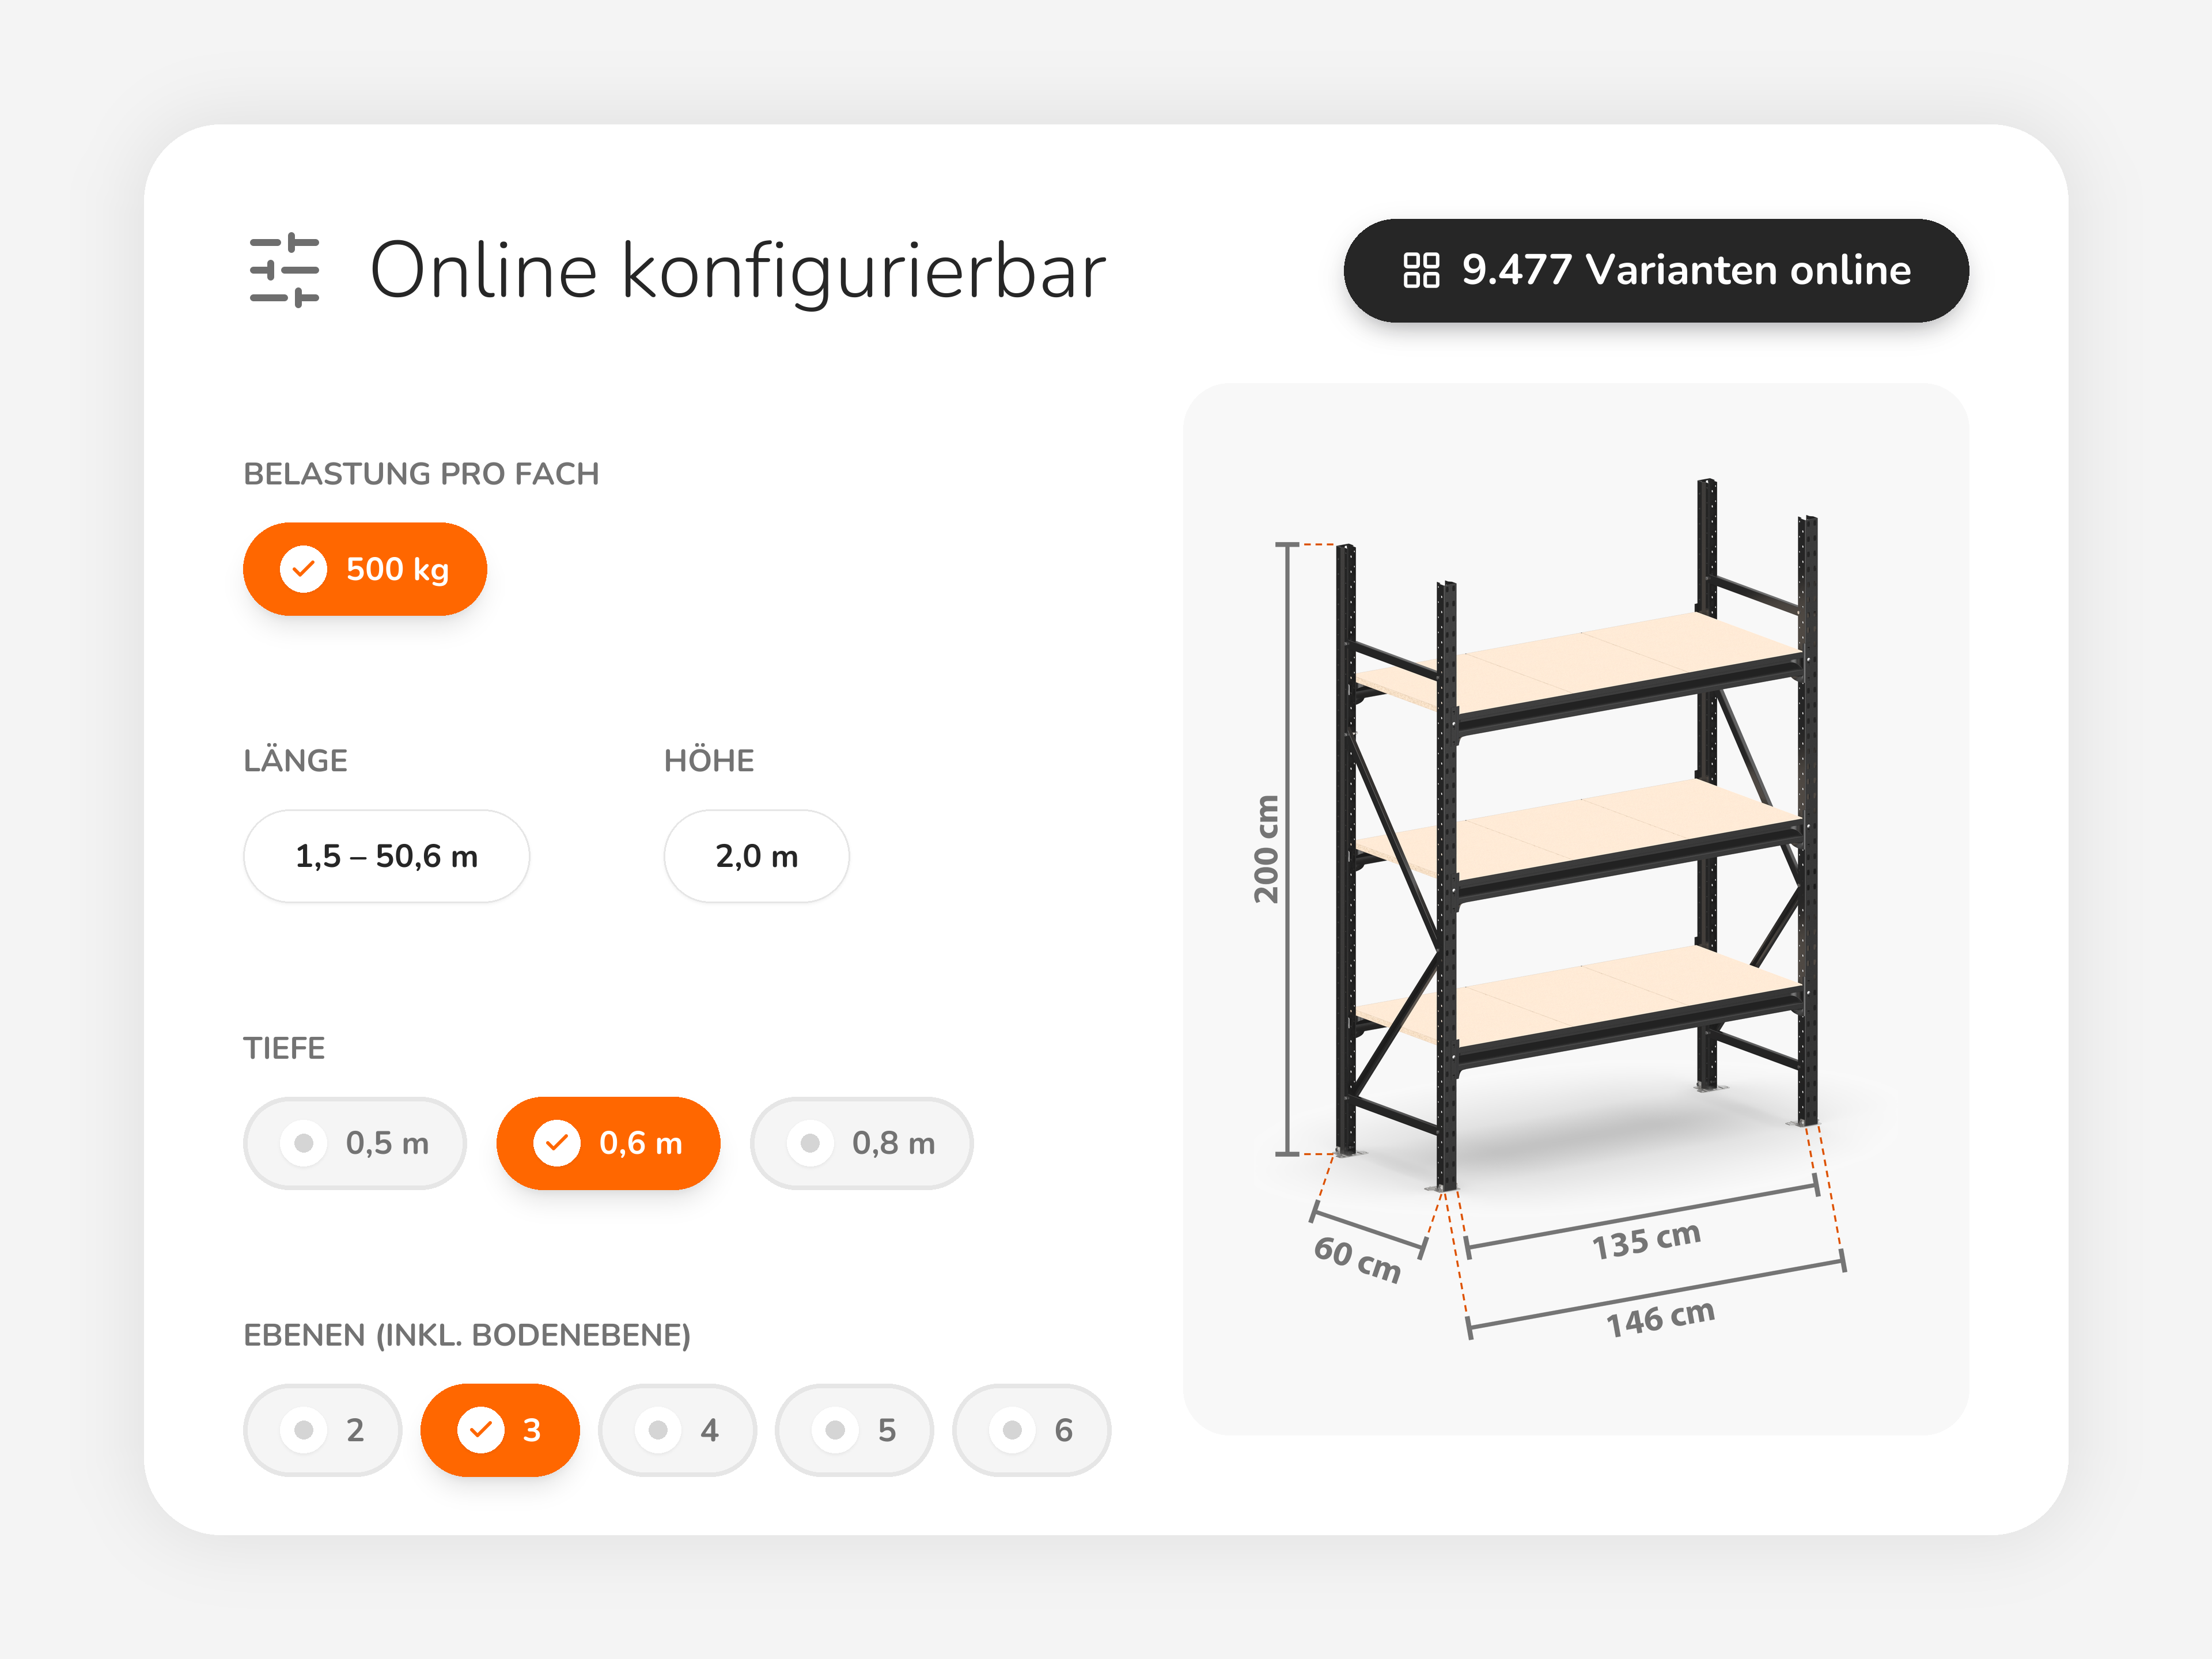 Online konfigurierbar
9.477 Varianten online
BELASTUNG PRO FACH
500 kg
LÄNGE
HÖHE
1,5 – 50,6 m
2,0 m
TIEFE
0,5 m
0,6 m
0,8 m
EBENEN (INKL. BODENEBENE)
2
3
4
5
6
200 cm
60 cm
135 cm
146 cm